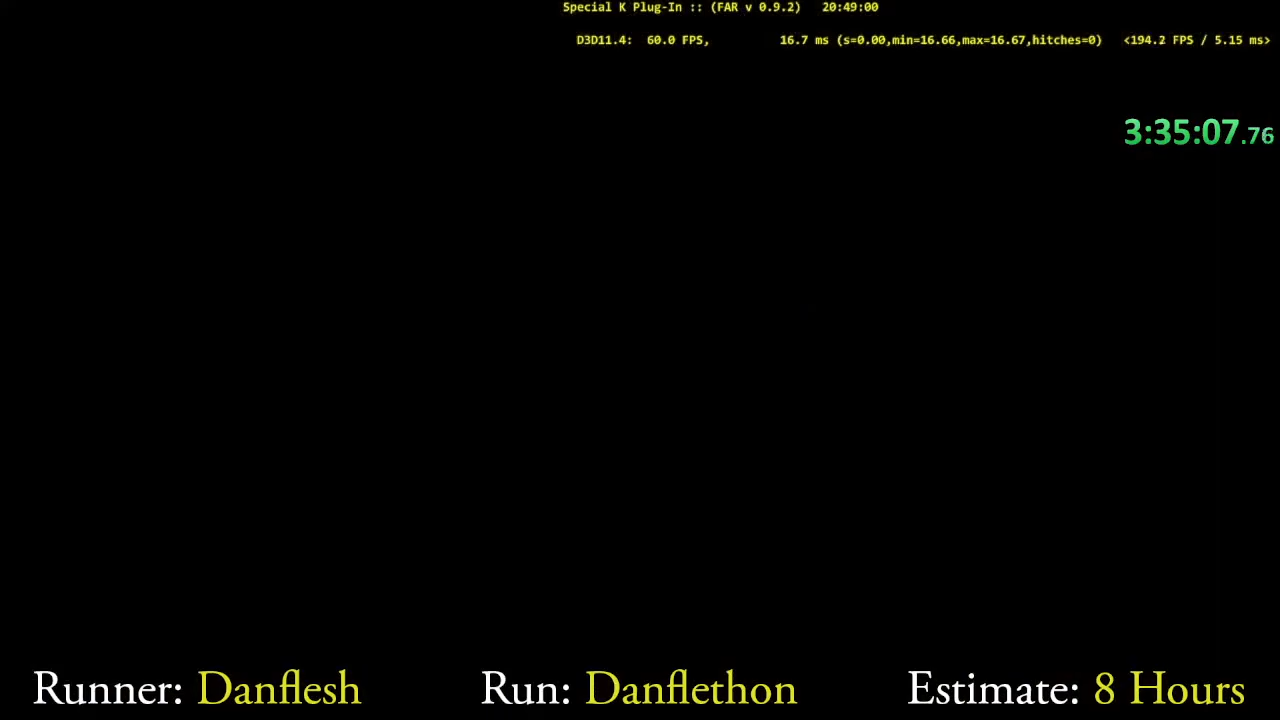 Special K Plug-In :: (FAR v 0.9.2) 20:49:00
D3D11.4: 60.0 FPS, 16.7 ms (s=0.00,min=16.66,max=16.67,hitches=0) <194.2 FPS / 5.15 ms>
3:35:07.76
Runner: Danflesh Run: Danflethon Estimate: 8 Hours